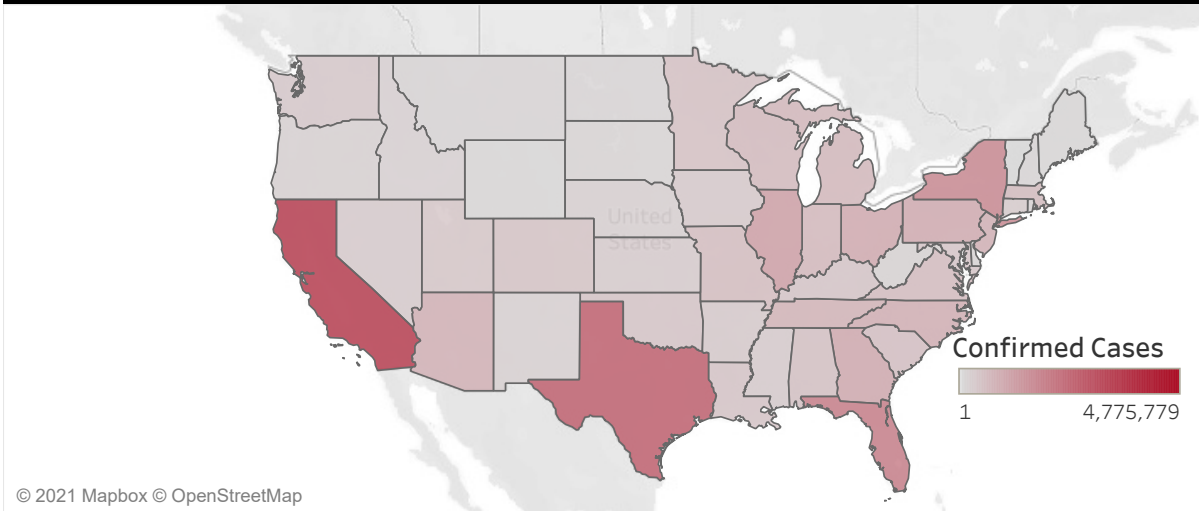 United
States
Confirmed Cases
1 4,775,779
© 2021 Mapbox © OpenStreetMap